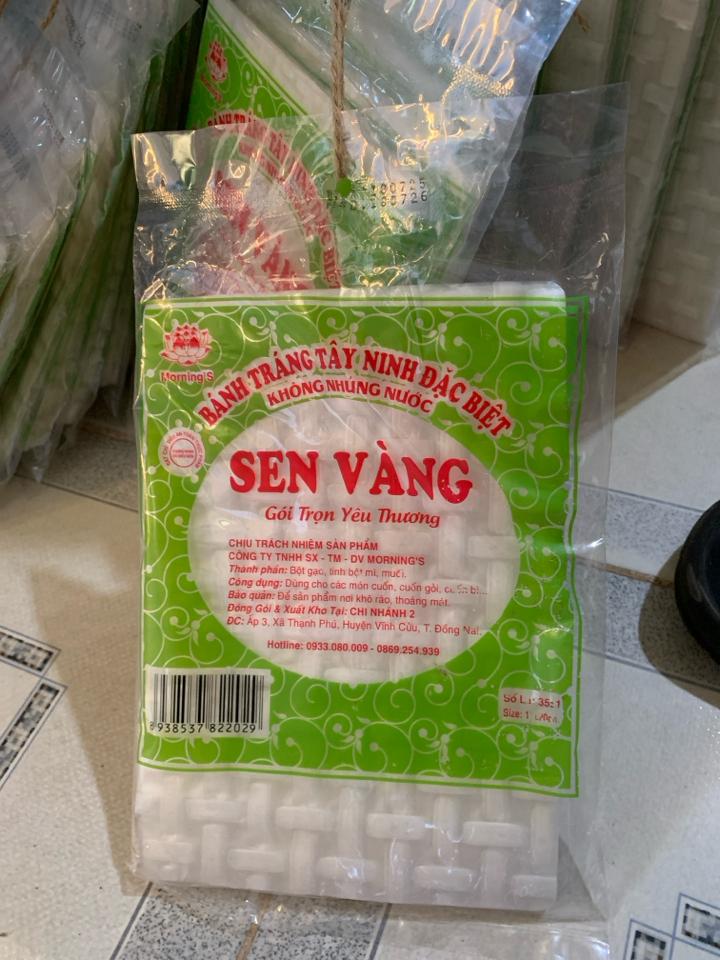 Morning'S
BÁNH TRÁNG TÂY NINH ĐẶC BIỆT
KHÔNG NHÚNG NƯỚC
SEN VÀNG
Gói Trọn Yêu Thương
CHỊU TRÁCH NHIỆM SẢN PHẨM
CÔNG TY TNHH SX - TM - DV MORNING'S
Thành phần: Bột gạo, tinh bột mì, muối.
Công dụng: Dùng cho các món cuốn, cuốn gỏi,
Bảo quản: Để sản phẩm nơi khô ráo, thoáng mát.
Đóng Gói & Xuất Kho Tại: CHI NHÁNH 2
ĐC: Ấp 3, Xã Thạnh Phú, Huyện Vĩnh Cửu, T. Đồng Nai.
Hotline: 0933.080.009 - 0869.254.939
8 938537 822029
Size: